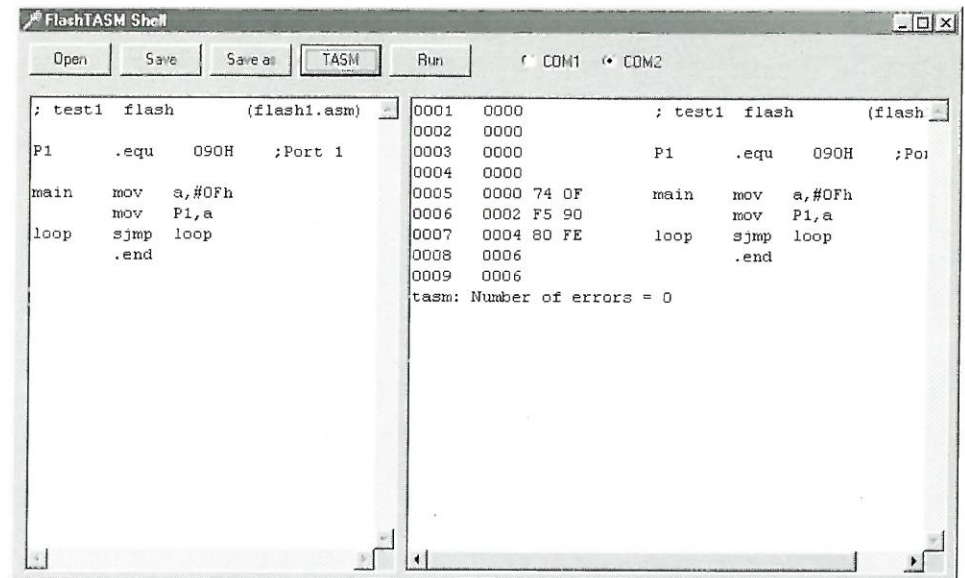 FlashTASM Shell
Open Save Save as TASM Run COM1 COM2
; test1 flash (flash1.asm)
P1 .equ 090H ;Port 1
main mov a,#0Fh
mov P1,a
loop sjmp loop
.end
0001 0000 ; test1 flash (flash
0002 0000
0003 0000 P1 .equ 090H ;Por
0004 0000
0005 0000 74 0F main mov a,#0Fh
0006 0002 F5 90 mov P1,a
0007 0004 80 FE loop sjmp loop
0008 0006 .end
0009 0006
tasm: Number of errors = 0